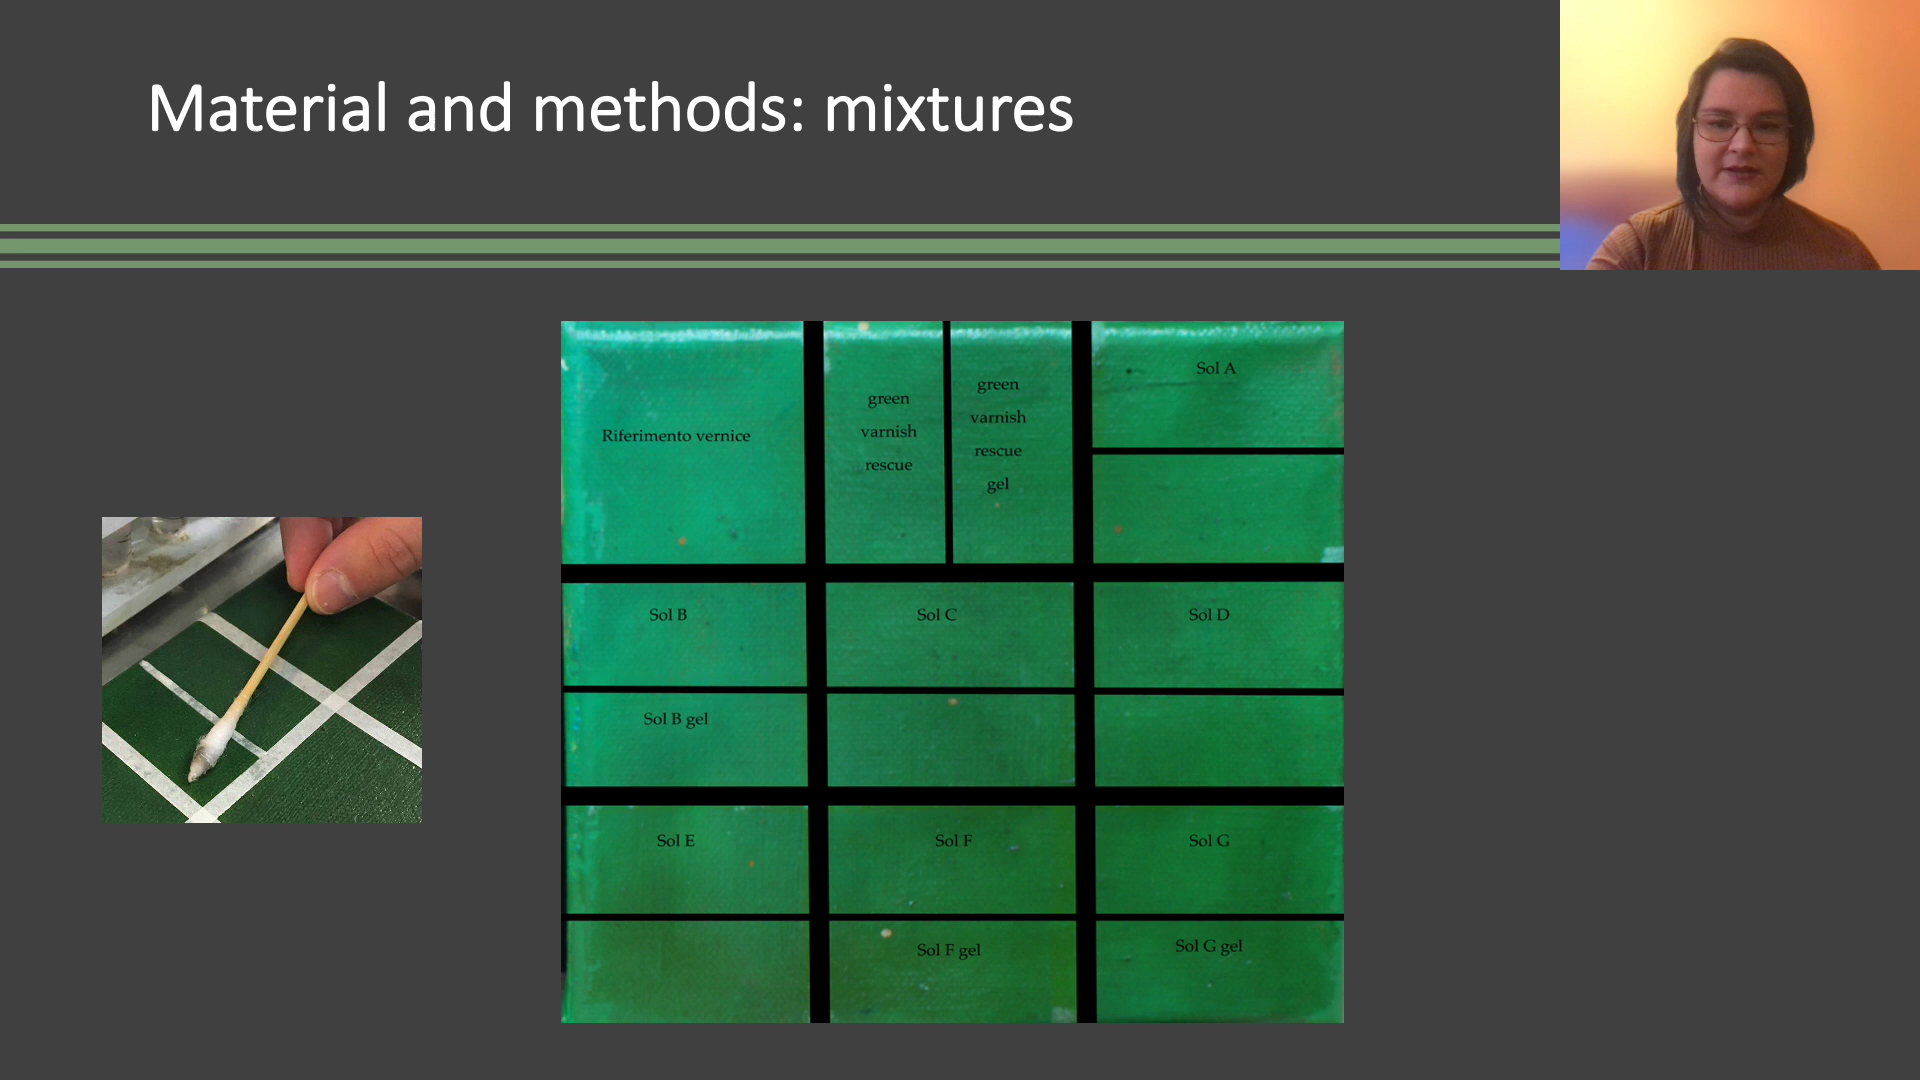 Material and methods: mixtures
Riferimento vernice
green
varnish
rescue
green
varnish
rescue
gel
Sol A
Sol B
Sol C
Sol D
Sol B gel
Sol E
Sol F
Sol G
Sol F gel
Sol G gel